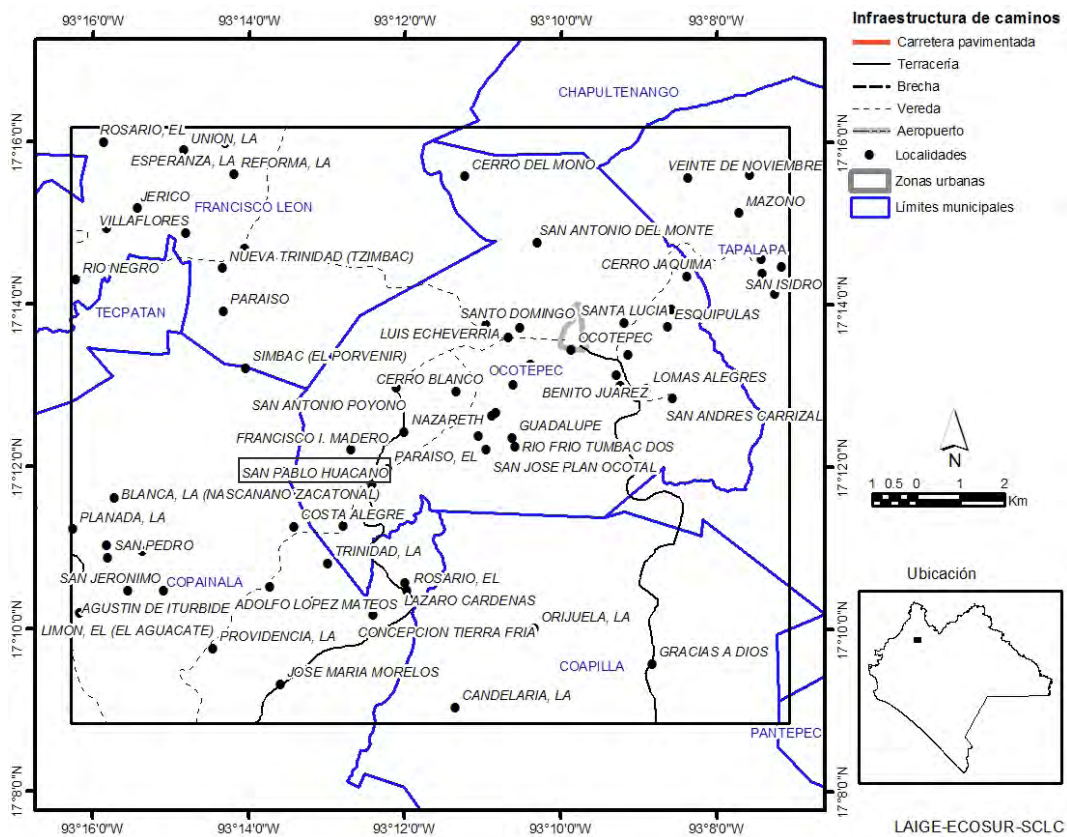 93°16'0"W 93°14'0"W 93°12'0"W 93°10'0"W 93°8'0"W
Infraestructura de caminos
Carretera pavimentada
Terracería
Brecha
Vereda
Aeropuerto
Localidades
Zonas urbanas
Límites municipales
17°16'0"N
17°14'0"N
17°12'0"N
17°10'0"N
17°8'0"N
CHAPULTENANGO
ROSARIO, EL
UNION, LA
ESPERANZA, LA
REFORMA, LA
CERRO DEL MONO
VEINTE DE NOVIEMBRE
JERICO
FRANCISCO LEON
MAZONO
VILLAFLORES
SAN ANTONIO DEL MONTE
NUEVA TRINIDAD (TZIMBAC)
TAPALAPA
CERRO JAQUIMA
RIO NEGRO
SAN ISIDRO
TECPATAN
PARAISO
SANTO DOMINGO
SANTA LUCIA
ESQUIPULAS
LUIS ECHEVERRIA
OCOTEPEC
SIMBAC (EL PORVENIR)
CERRO BLANCO
OCOTEPEC
LOMAS ALEGRES
BENITO JUAREZ
SAN ANTONIO POYONO
SAN ANDRES CARRIZAL
NAZARETH
GUADALUPE
FRANCISCO I. MADERO
RIO FRIO TUMBAC DOS
PARAISO, EL
SAN PABLO HUACANO
SAN JOSE PLAN OCOTAL
BLANCA, LA (NASCANANO ZACATONAL)
COSTA ALEGRE
PLANADA, LA
SAN PEDRO
TRINIDAD, LA
SAN JERONIMO
COPAINALA
ROSARIO, EL
LAZARO CARDENAS
AGUSTIN DE ITURBIDE
ADOLFO LOPEZ MATEOS
LIMON, EL (EL AGUACATE)
PROVIDENCIA, LA
CONCEPCION TIERRA FRIA
ORIJUELA, LA
COAPILLA
GRACIAS A DIOS
JOSE MARIA MORELOS
CANDELARIA, LA
PANTEPEC
17°16'0"N
17°14'0"N
17°12'0"N
17°10'0"N
17°8'0"N
N
1 0.5 0 1 2
Km
Ubicación
93°16'0"W 93°14'0"W 93°12'0"W 93°10'0"W 93°8'0"W
LAIGE-ECOSUR-SCLC